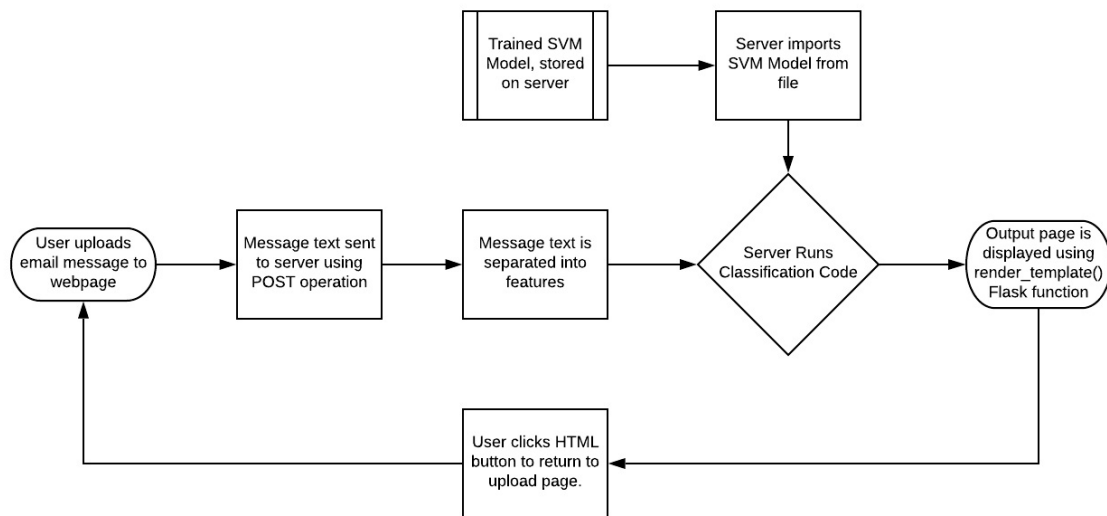 Trained SVM
Model, stored
on server
Server imports
SVM Model from
file
User uploads
email message to
webpage
Message text sent
to server using
POST operation
Message text is
separated into
features
Server Runs
Classification Code
Output page is
displayed using
render_template()
Flask function
User clicks HTML
button to return to
upload page.